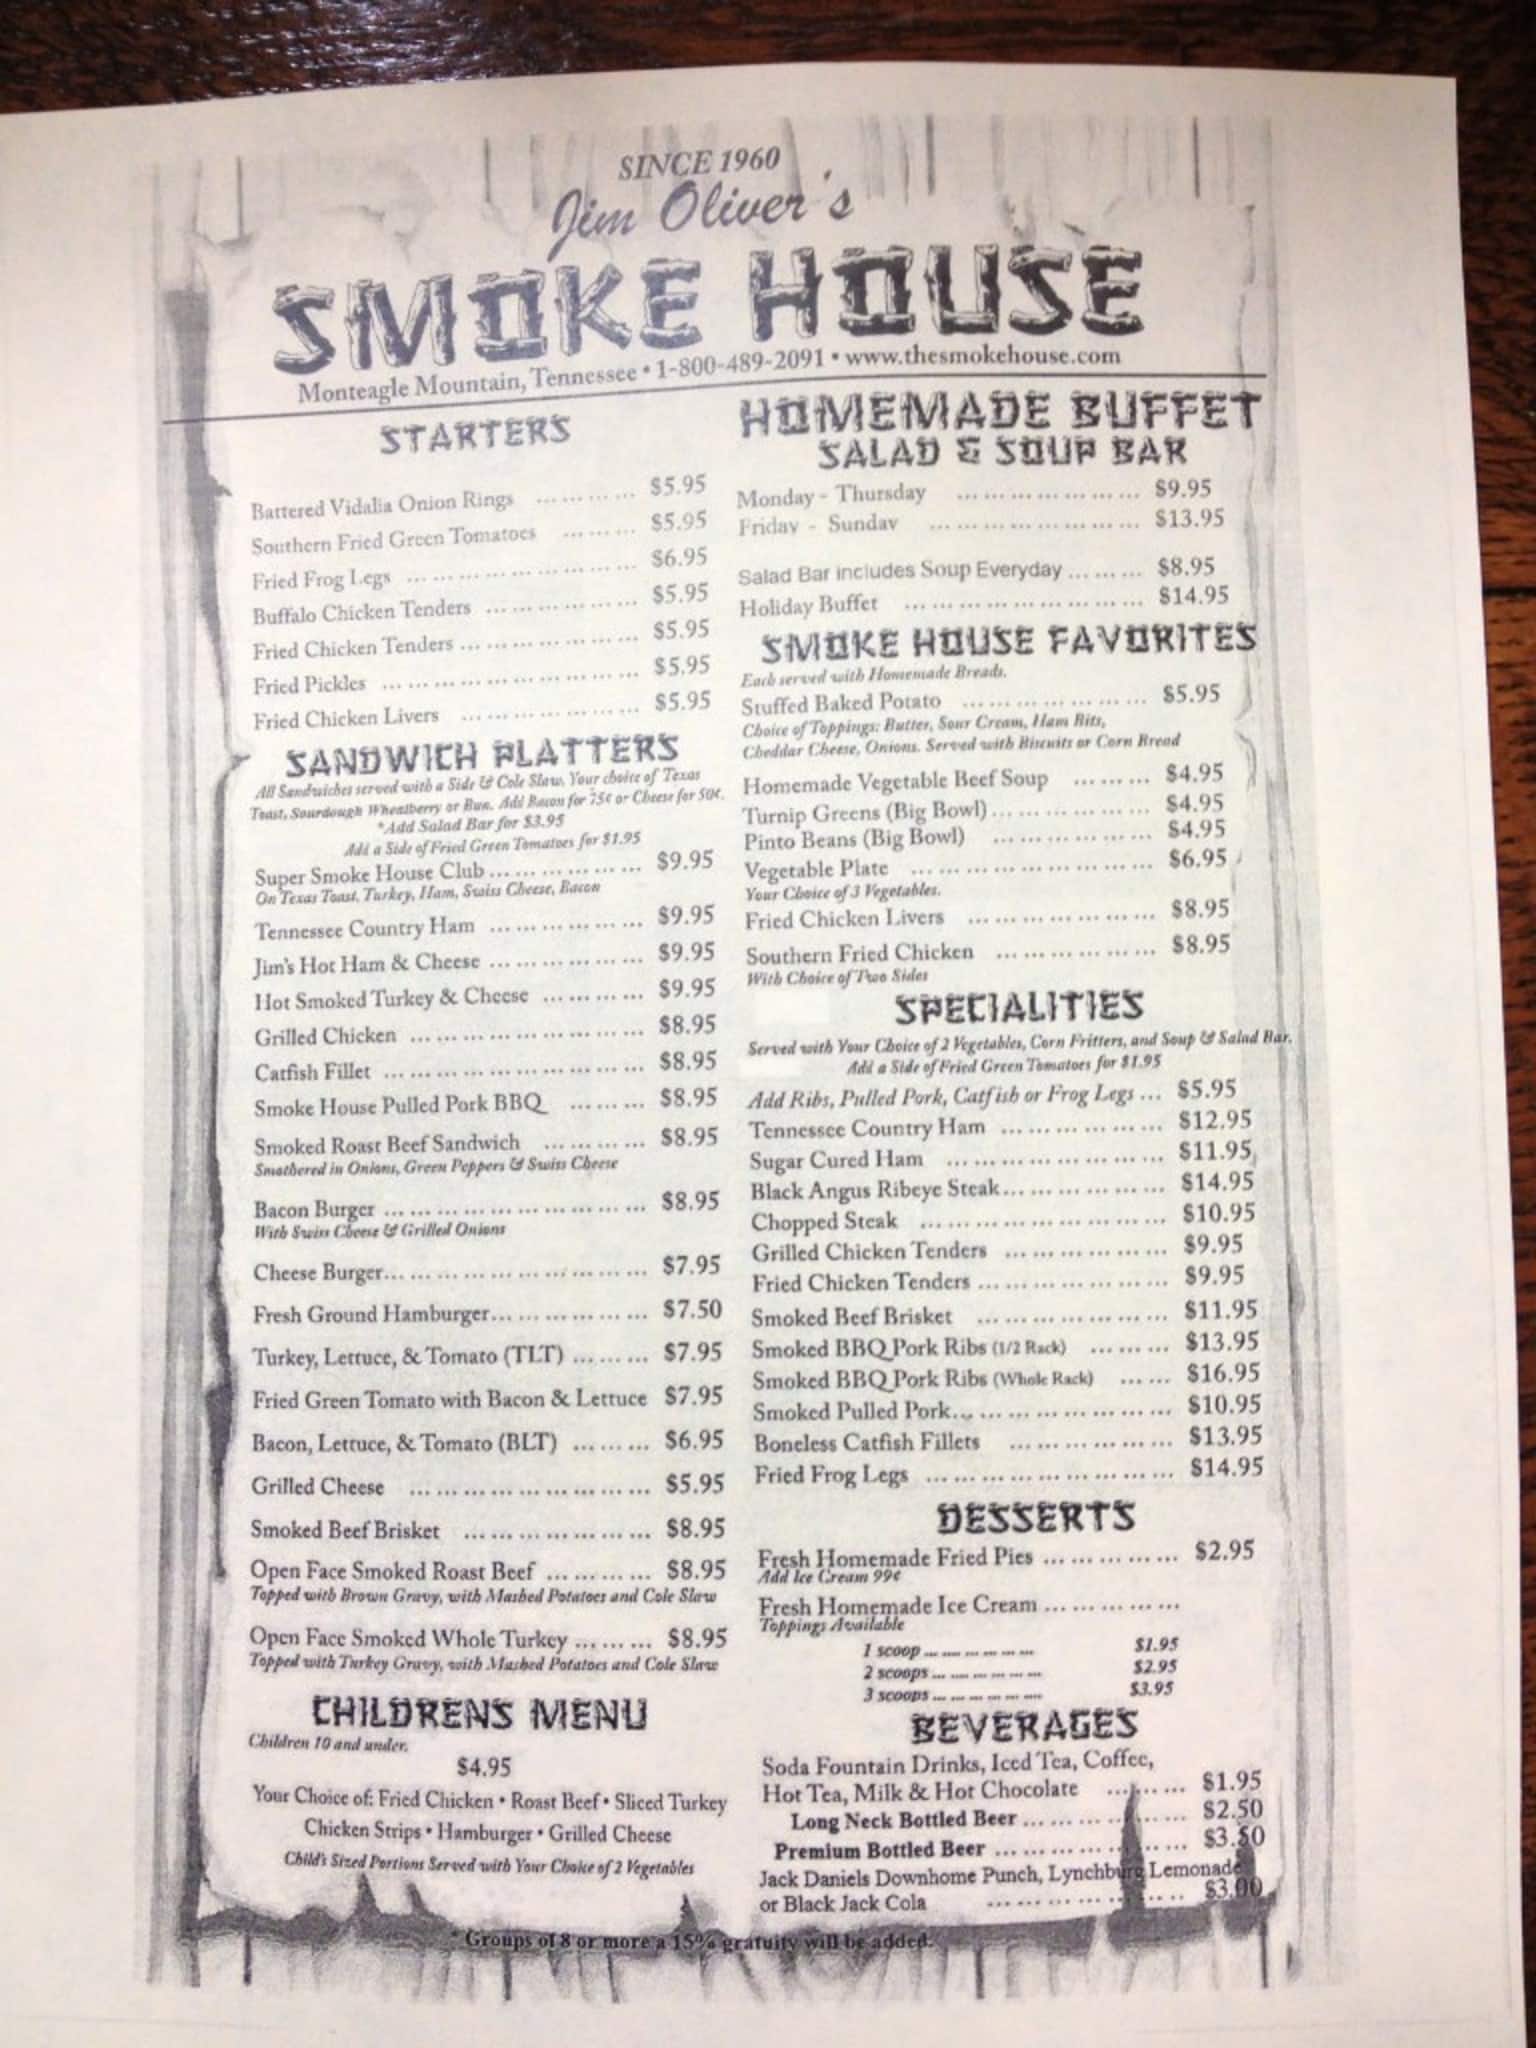 SINCE 1960
Jim Oliver's
SMOKE HOUSE
Monteagle Mountain, Tennessee • 1-800-489-2091 • www.thesmokehouse.com
STARTERS
Battered Vidalia Onion Rings ... ... ... ... $5.95
Southern Fried Green Tomatoes ... ... ... $5.95
Fried Frog Legs ... ... ... ... ... ... ... ... ... $6.95
Buffalo Chicken Tenders ... ... ... ... ... ... $5.95
Fried Chicken Tenders ... ... ... ... ... ... ... $5.95
Fried Pickles ... ... ... ... ... ... ... ... ... ... $5.95
Fried Chicken Livers ... ... ... ... ... ... ... $5.95
SANDWICH PLATTERS
All Sandwiches served with a Side & Cole Slaw. Your choice of Texas
Toast, Sourdough Wheatberry or Bun. Add Bacon for 75¢ or Cheese for 50¢.
*Add Salad Bar for $3.95
Add a Side of Fried Green Tomatoes for $1.95
Super Smoke House Club ... ... ... ... ... ... $9.95
On Texas Toast, Turkey, Ham, Swiss Cheese, Bacon
Tennessee Country Ham ... ... ... ... ... ... $9.95
Jim's Hot Ham & Cheese ... ... ... ... ... ... $9.95
Hot Smoked Turkey & Cheese ... ... ... ... $9.95
Grilled Chicken ... ... ... ... ... ... ... ... ... $8.95
Catfish Fillet ... ... ... ... ... ... ... ... ... ... $8.95
Smoke House Pulled Pork BBQ ... ... ... $8.95
Smoked Roast Beef Sandwich ... ... ... ... $8.95
Smothered in Onions, Green Peppers & Swiss Cheese
Bacon Burger ... ... ... ... ... ... ... ... ... ... $8.95
With Swiss Cheese & Grilled Onions
Cheese Burger... ... ... ... ... ... ... ... ... ... $7.95
Fresh Ground Hamburger... ... ... ... ... ... $7.50
Turkey, Lettuce, & Tomato (TLT) ... ... ... $7.95
Fried Green Tomato with Bacon & Lettuce $7.95
Bacon, Lettuce, & Tomato (BLT) ... ... ... $6.95
Grilled Cheese ... ... ... ... ... ... ... ... ... $5.95
Smoked Beef Brisket ... ... ... ... ... ... ... $8.95
Open Face Smoked Roast Beef ... ... ... ... $8.95
Topped with Brown Gravy, with Mashed Potatoes and Cole Slaw
Open Face Smoked Whole Turkey ... ... ... $8.95
Topped with Turkey Gravy, with Mashed Potatoes and Cole Slaw
CHILDRENS MENU
Children 10 and under.
$4.95
Your Choice of: Fried Chicken • Roast Beef • Sliced Turkey
Chicken Strips • Hamburger • Grilled Cheese
Child's Sized Portions Served with Your Choice of 2 Vegetables
HOMEMADE BUFFET
SALAD & SOUP BAR
Monday - Thursday ... ... ... ... ... ... ... $9.95
Friday - Sunday ... ... ... ... ... ... ... ... $13.95
Salad Bar includes Soup Everyday ... ... ... $8.95
Holiday Buffet ... ... ... ... ... ... ... ... ... $14.95
SMOKE HOUSE FAVORITES
Each served with Homemade Breads.
Stuffed Baked Potato ... ... ... ... ... ... ... $5.95
Choice of Toppings: Butter, Sour Cream, Ham Bits,
Cheddar Cheese, Onions. Served with Biscuits or Corn Bread
Homemade Vegetable Beef Soup ... ... ... $4.95
Turnip Greens (Big Bowl) ... ... ... ... ... ... $4.95
Pinto Beans (Big Bowl) ... ... ... ... ... ... $4.95
Vegetable Plate ... ... ... ... ... ... ... ... ... $6.95
Your Choice of 3 Vegetables.
Fried Chicken Livers ... ... ... ... ... ... ... $8.95
Southern Fried Chicken ... ... ... ... ... ... $8.95
With Choice of Two Sides
SPECIALITIES
Served with Your Choice of 2 Vegetables, Corn Fritters, and Soup & Salad Bar.
Add a Side of Fried Green Tomatoes for $1.95
Add Ribs, Pulled Pork, Catfish or Frog Legs ... $5.95
Tennessee Country Ham ... ... ... ... ... ... $12.95
Sugar Cured Ham ... ... ... ... ... ... ... ... $11.95
Black Angus Ribeye Steak... ... ... ... ... ... $14.95
Chopped Steak ... ... ... ... ... ... ... ... ... $10.95
Grilled Chicken Tenders ... ... ... ... ... ... $9.95
Fried Chicken Tenders ... ... ... ... ... ... ... $9.95
Smoked Beef Brisket ... ... ... ... ... ... ... $11.95
Smoked BBQ Pork Ribs (1/2 Rack) ... ... ... $13.95
Smoked BBQ Pork Ribs (Whole Rack) ... ... $16.95
Smoked Pulled Pork... ... ... ... ... ... ... ... $10.95
Boneless Catfish Fillets ... ... ... ... ... ... $13.95
Fried Frog Legs ... ... ... ... ... ... ... ... ... $14.95
DESSERTS
Fresh Homemade Fried Pies ... ... ... ... ... $2.95
Add Ice Cream 99¢
Fresh Homemade Ice Cream ... ... ... ... ...
Toppings Available
1 scoop ... ... ... ... ... ... ... $1.95
2 scoops ... ... ... ... ... ... ... $2.95
3 scoops ... ... ... ... ... ... ... $3.95
BEVERAGES
Soda Fountain Drinks, Iced Tea, Coffee,
Hot Tea, Milk & Hot Chocolate ... ... ... $1.95
Long Neck Bottled Beer ... ... ... ... ... ... $2.50
Premium Bottled Beer ... ... ... ... ... ... ... $3.50
Jack Daniels Downhome Punch, Lynchburg Lemonade
or Black Jack Cola ... ... ... ... ... ... ... .. $3.00
* Groups of 8 or more a 15% gratuity will be added.